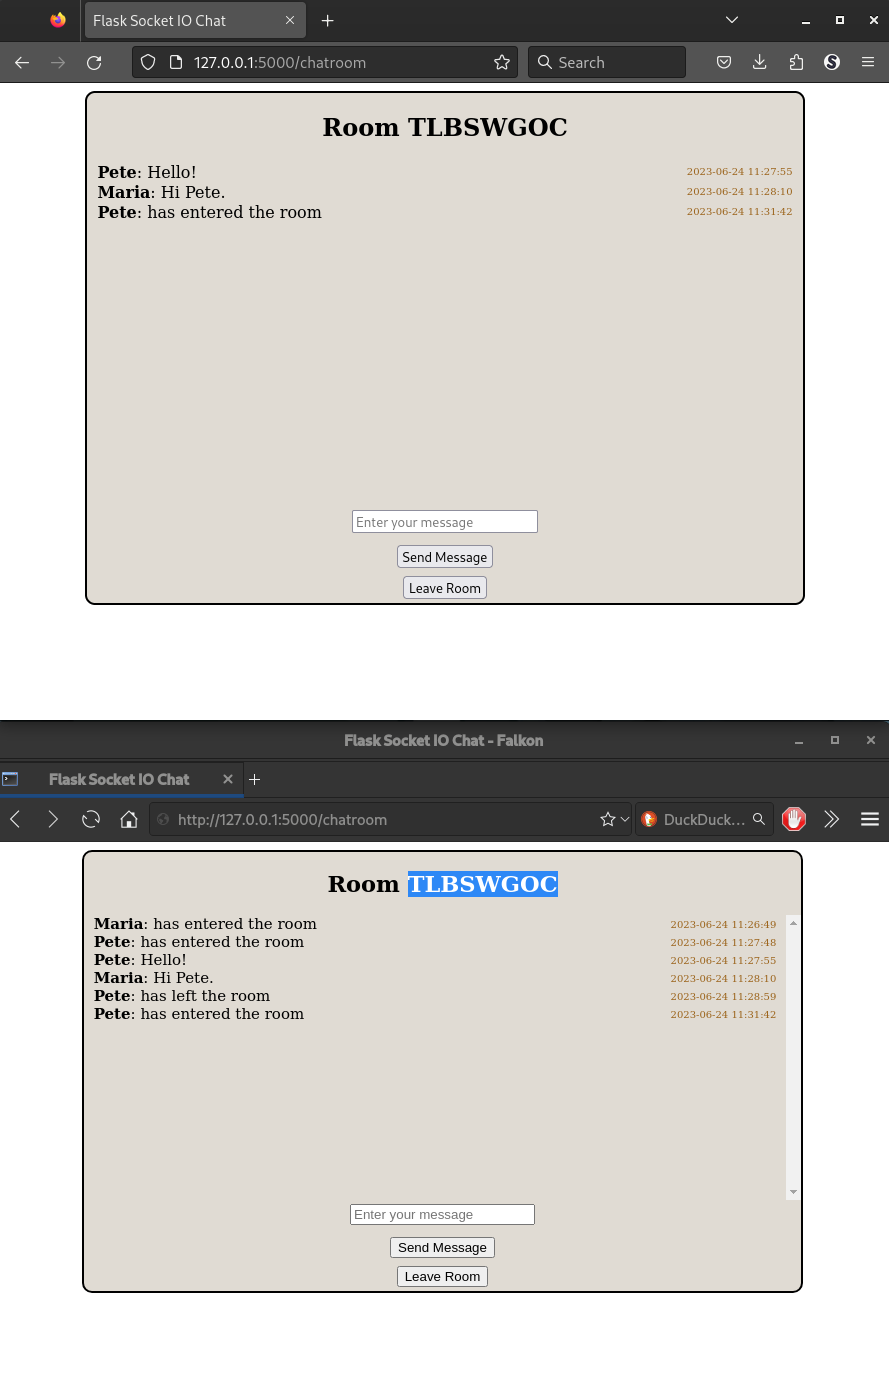 Flask Socket IO Chat
127.0.0.1:5000/chatroom
Search
Room TLBSWGOC
Pete: Hello! 2023-06-24 11:27:55
Maria: Hi Pete. 2023-06-24 11:28:10
Pete: has entered the room 2023-06-24 11:31:42
Enter your message
Send Message
Leave Room
Flask Socket IO Chat - Falkon
Flask Socket IO Chat
http://127.0.0.1:5000/chatroom DuckDuck...
Room TLBSWGOC
Maria: has entered the room 2023-06-24 11:26:49
Pete: has entered the room 2023-06-24 11:27:48
Pete: Hello! 2023-06-24 11:27:55
Maria: Hi Pete. 2023-06-24 11:28:10
Pete: has left the room 2023-06-24 11:28:59
Pete: has entered the room 2023-06-24 11:31:42
Enter your message
Send Message
Leave Room